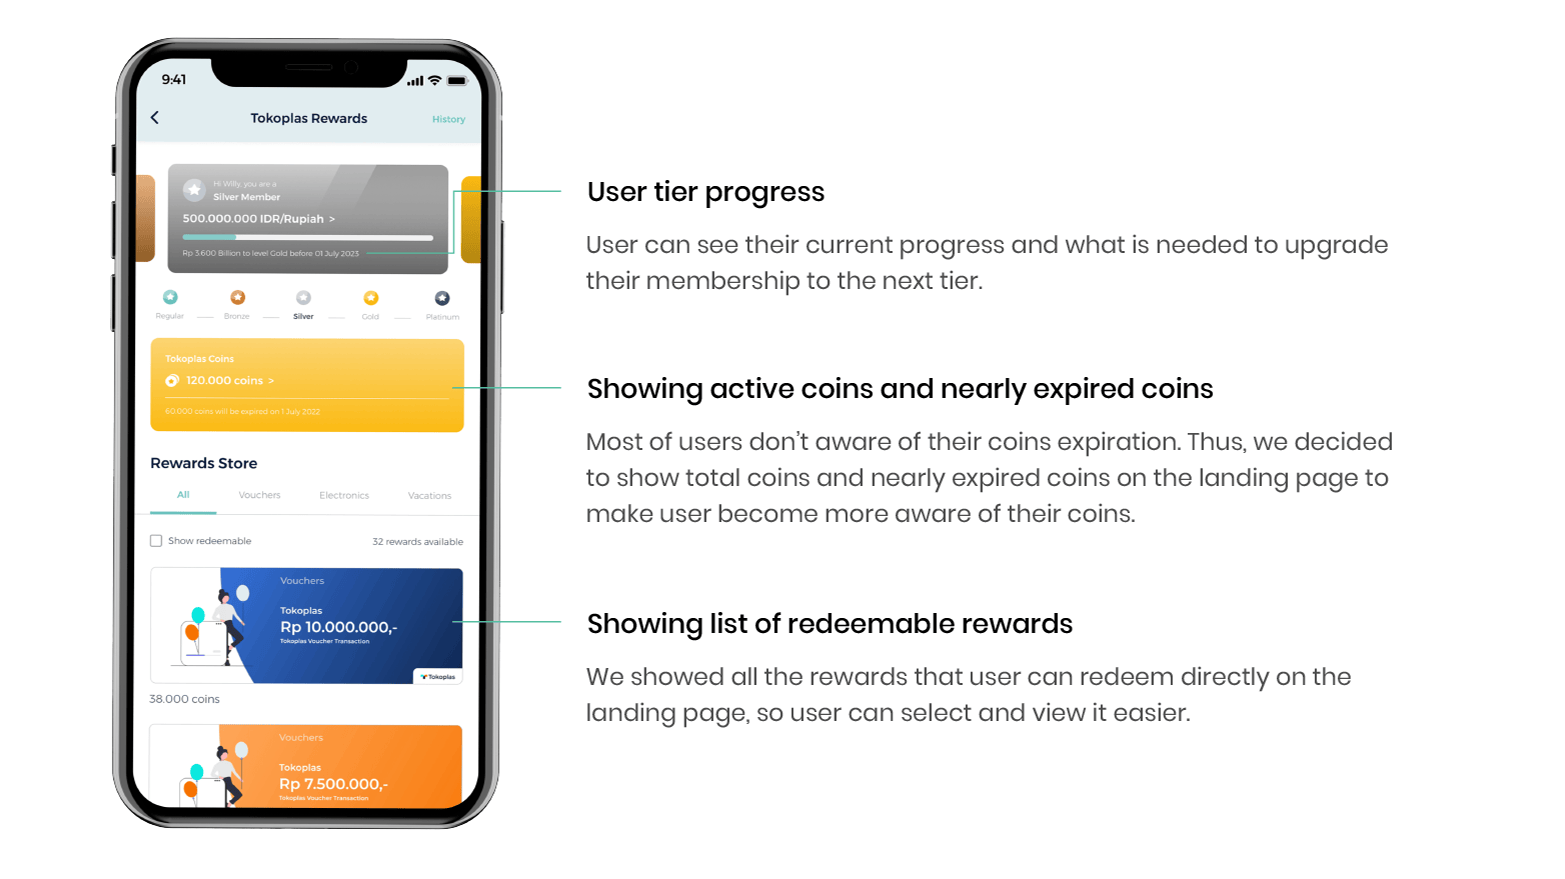 9:41
Tokoplas Rewards
History
Hi Willy, you are a
Silver Member
500.000.000 IDR/Rupiah >
Rp 3.600 Billion to level Gold before 01 July 2023
Regular
Bronze
Silver
Gold
Platinum
Tokoplas Coins
120.000 coins >
60.000 coins will be expired on 1 July 2022
Rewards Store
All
Vouchers
Electronics
Vacations
Show redeemable
32 rewards available
Vouchers
Tokoplas
Rp 10.000.000,-
Tokoplas Voucher Transaction
Tokoplas
38.000 coins
Vouchers
Tokoplas
Rp 7.500.000,-
Tokoplas Voucher Transaction
User tier progress
User can see their current progress and what is needed to upgrade
their membership to the next tier.
Showing active coins and nearly expired coins
Most of users don’t aware of their coins expiration. Thus, we decided
to show total coins and nearly expired coins on the landing page to
make user become more aware of their coins.
Showing list of redeemable rewards
We showed all the rewards that user can redeem directly on the
landing page, so user can select and view it easier.